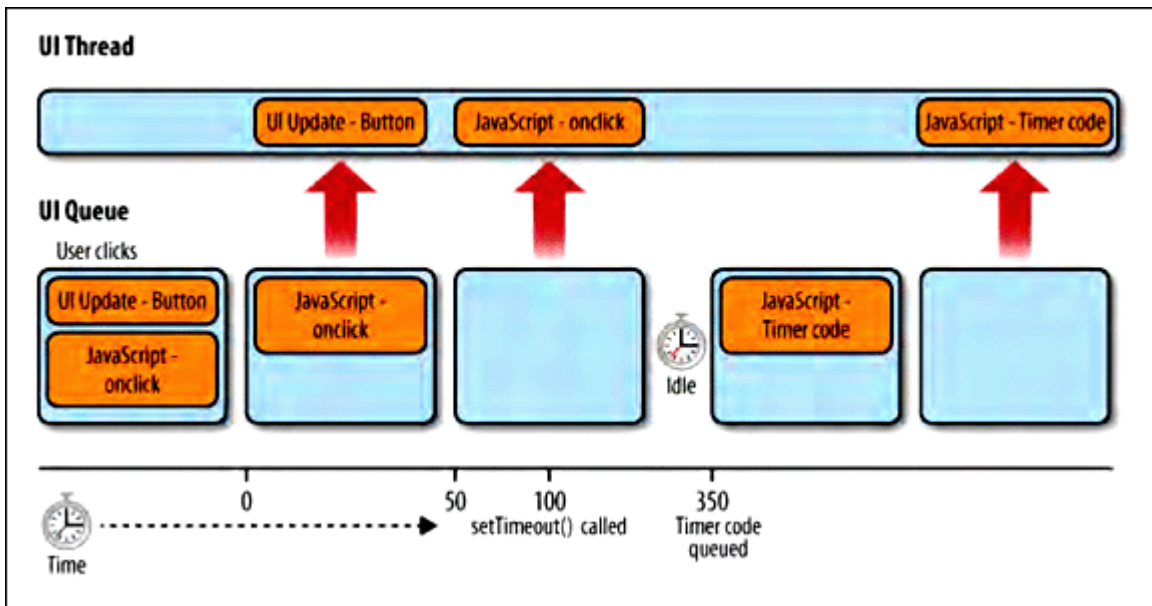 UI Thread
UI Update - Button
JavaScript - onclick
JavaScript - Timer code
UI Queue
User clicks
UI Update - Button
JavaScript -
onclick
JavaScript -
onclick
JavaScript -
Timer code
Idle
0
50
100
350
setTimeout() called
Timer code
queued
Time